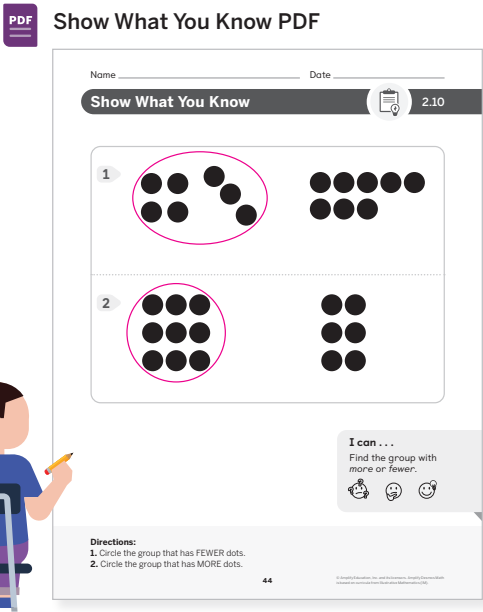 PDF
Show What You Know PDF
Name
Date
Show What You Know
2.10
1
2
I can . . .
Find the group with
more or fewer.
Directions:
1. Circle the group that has FEWER dots.
2. Circle the group that has MORE dots.
44